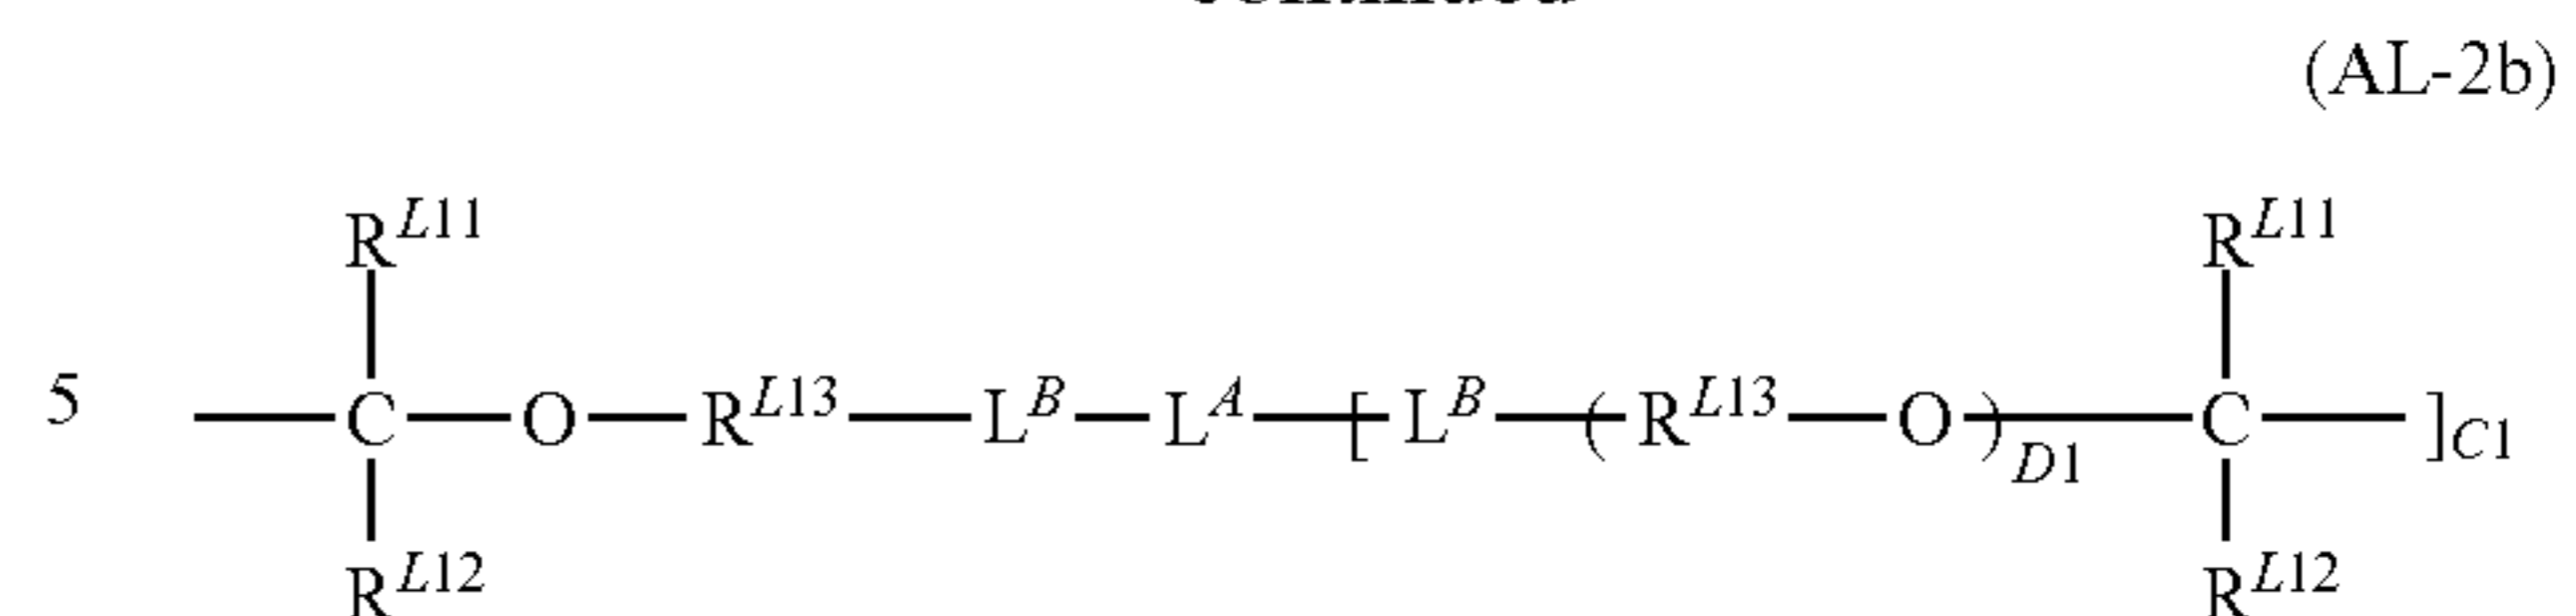 (AL-2b)
R^L11 R^L11
5 —C—O—R^L13—L^B—L^A—[L^B—(R^L13—O)_D1—C—]_C1
R^L12 R^L12